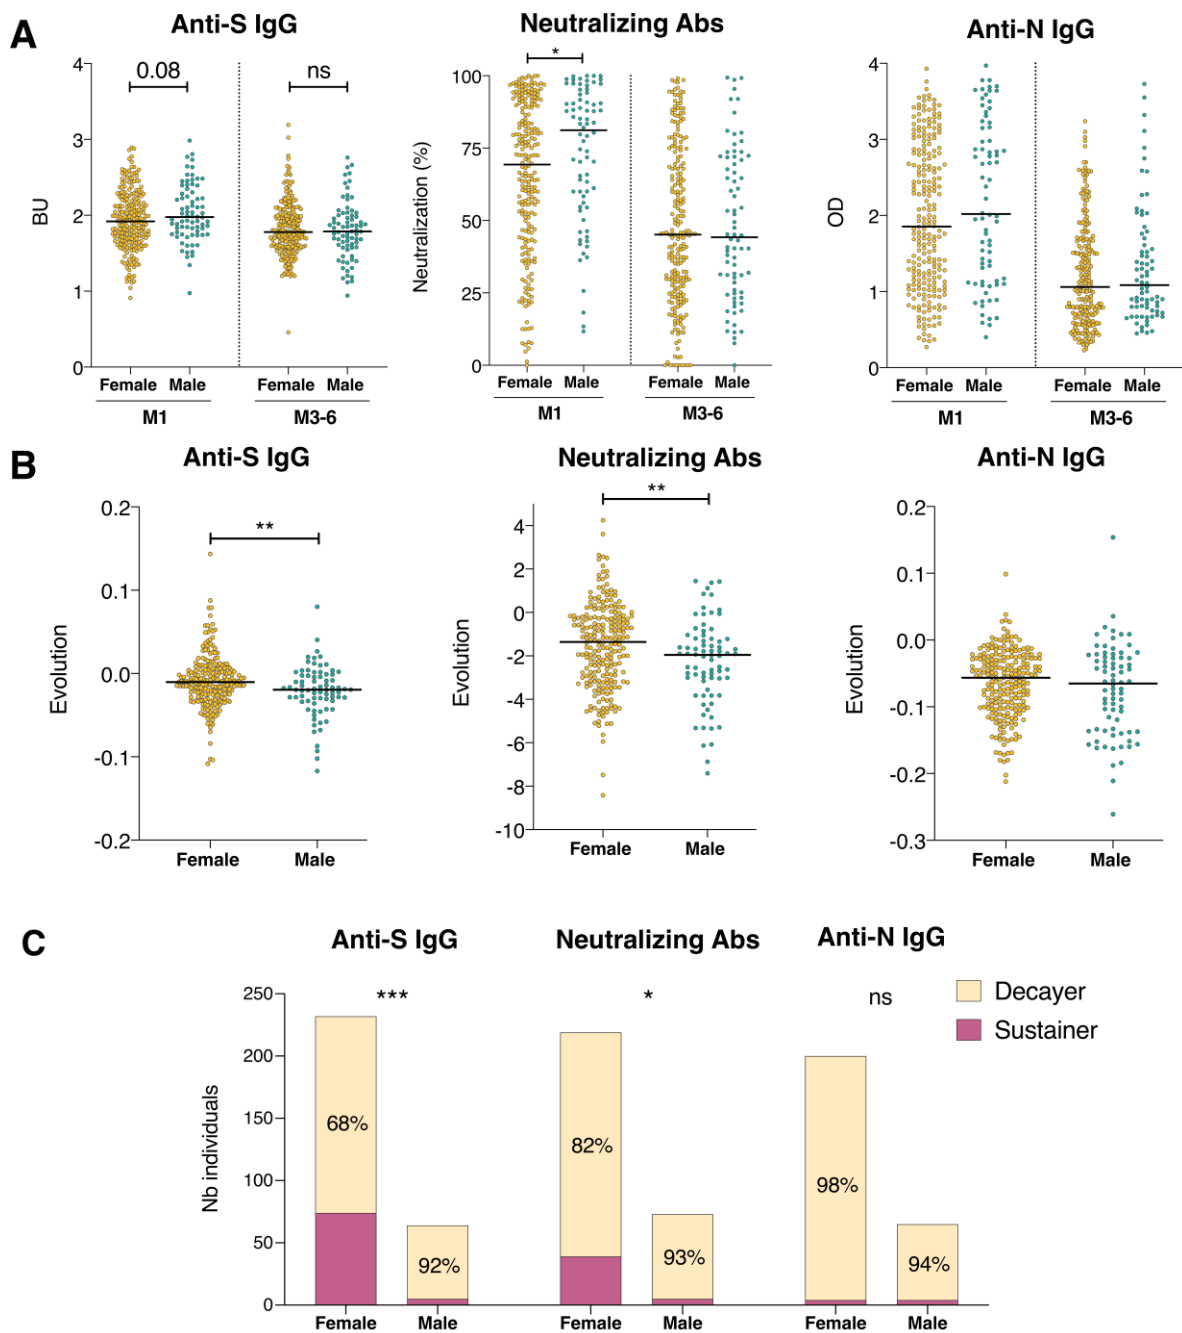 A
Anti-S IgG
Neutralizing Abs
Anti-N IgG
BU
4
3
2
1
0
0.08
ns
Female Male Female Male
M1 M3-6
Neutralization (%)
100
75
50
25
0
*
Female Male Female Male
M1 M3-6
OD
4
3
2
1
0
Female Male Female Male
M1 M3-6
B
Anti-S IgG
Neutralizing Abs
Anti-N IgG
Evolution
0.2
0.1
0.0
-0.1
-0.2
**
Female Male
Evolution
4
2
0
-2
-4
-6
-8
-10
**
Female Male
Evolution
0.2
0.1
0.0
-0.1
-0.2
-0.3
Female Male
C
Anti-S IgG
Neutralizing Abs
Anti-N IgG
Nb individuals
250
200
150
100
50
0
***
*
ns
68%
92%
82%
93%
98%
94%
Female Male Female Male Female Male
Decayer
Sustainer